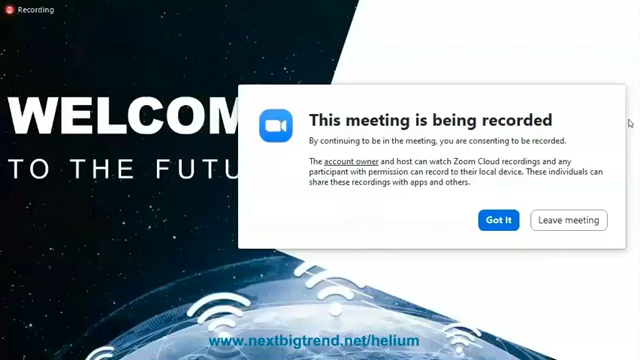 Recording
WELCOM
TO THE FUTU
This meeting is being recorded
By continuing to be in the meeting, you are consenting to be recorded.
The account owner and host can watch Zoom Cloud recordings and any
participant with permission can record to their local device. These individuals can
share these recordings with apps and others.
Got It
Leave meeting
www.nextbigtrend.net/helium